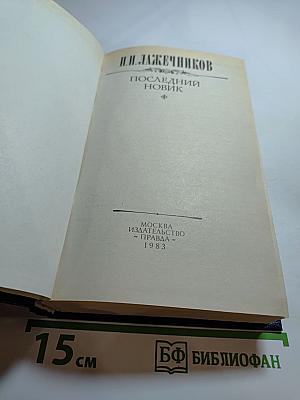 И.И. ЛАЖЕЧНИКОВ
ПОСЛЕДНИЙ
НОВИК
МОСКВА
ИЗДАТЕЛЬСТВО
«ПРАВДА»
1983
15 см
БФ БИБЛИОФАН